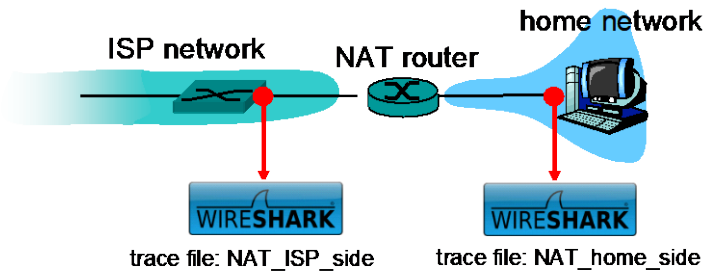 home network
ISP network
NAT router
WIRESHARK
WIRESHARK
trace file: NAT_ISP_side
trace file: NAT_home_side